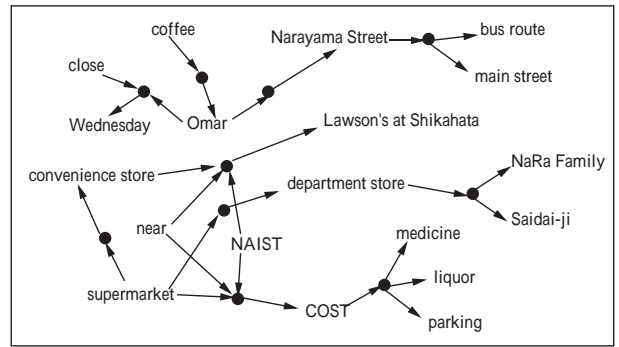 coffee
Narayama Street
bus route
close
main street
Wednesday
Omar
Lawson's at Shikahata
NaRa Family
convenience store
department store
Saidai-ji
near
NAIST
medicine
supermarket
liquor
COST
parking